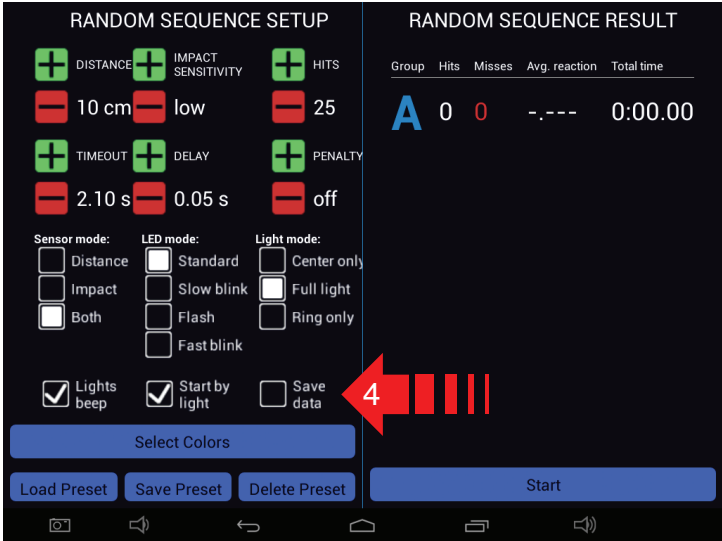 RANDOM SEQUENCE SETUP
DISTANCE
IMPACT
SENSITIVITY
HITS
10 cm
low
25
TIMEOUT
DELAY
PENALTY
2.10 s
0.05 s
off
Sensor mode:
LED mode:
Light mode:
Distance
Standard
Center only
Impact
Slow blink
Full light
Both
Flash
Ring only
Fast blink
Lights
beep
Start by
light
Save
data
4
Select Colors
Load Preset
Save Preset
Delete Preset
RANDOM SEQUENCE RESULT
Group Hits Misses Avg. reaction Total time
A 0 0 -.--- 0:00.00
Start